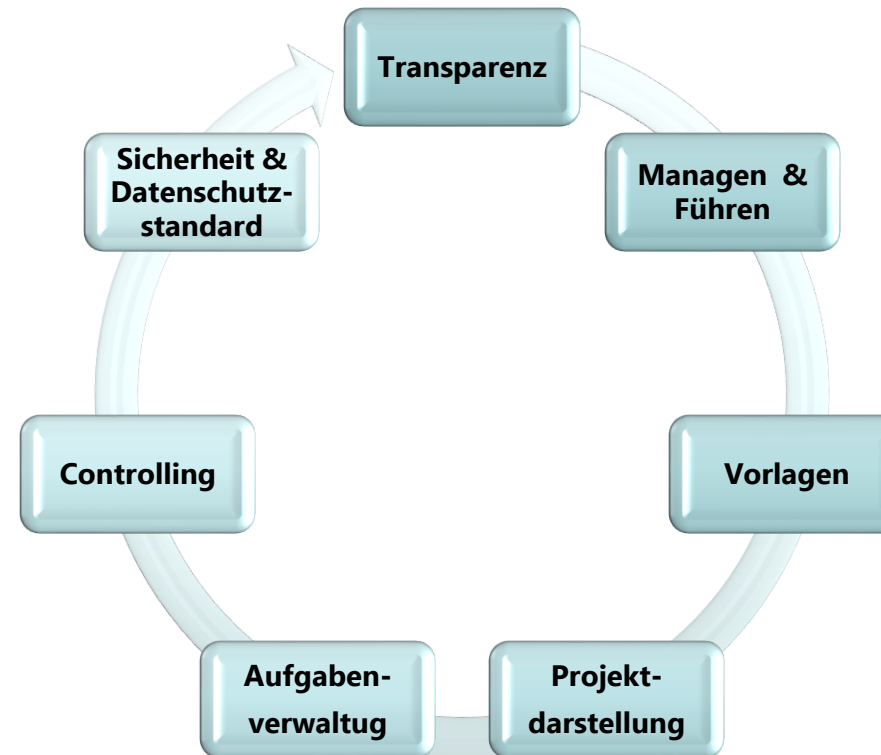 Transparenz
Managen & 
Führen
Vorlagen
Projekt-
darstellung
Aufgaben-
verwaltug
Controlling
Sicherheit &
Datenschutz-
standard